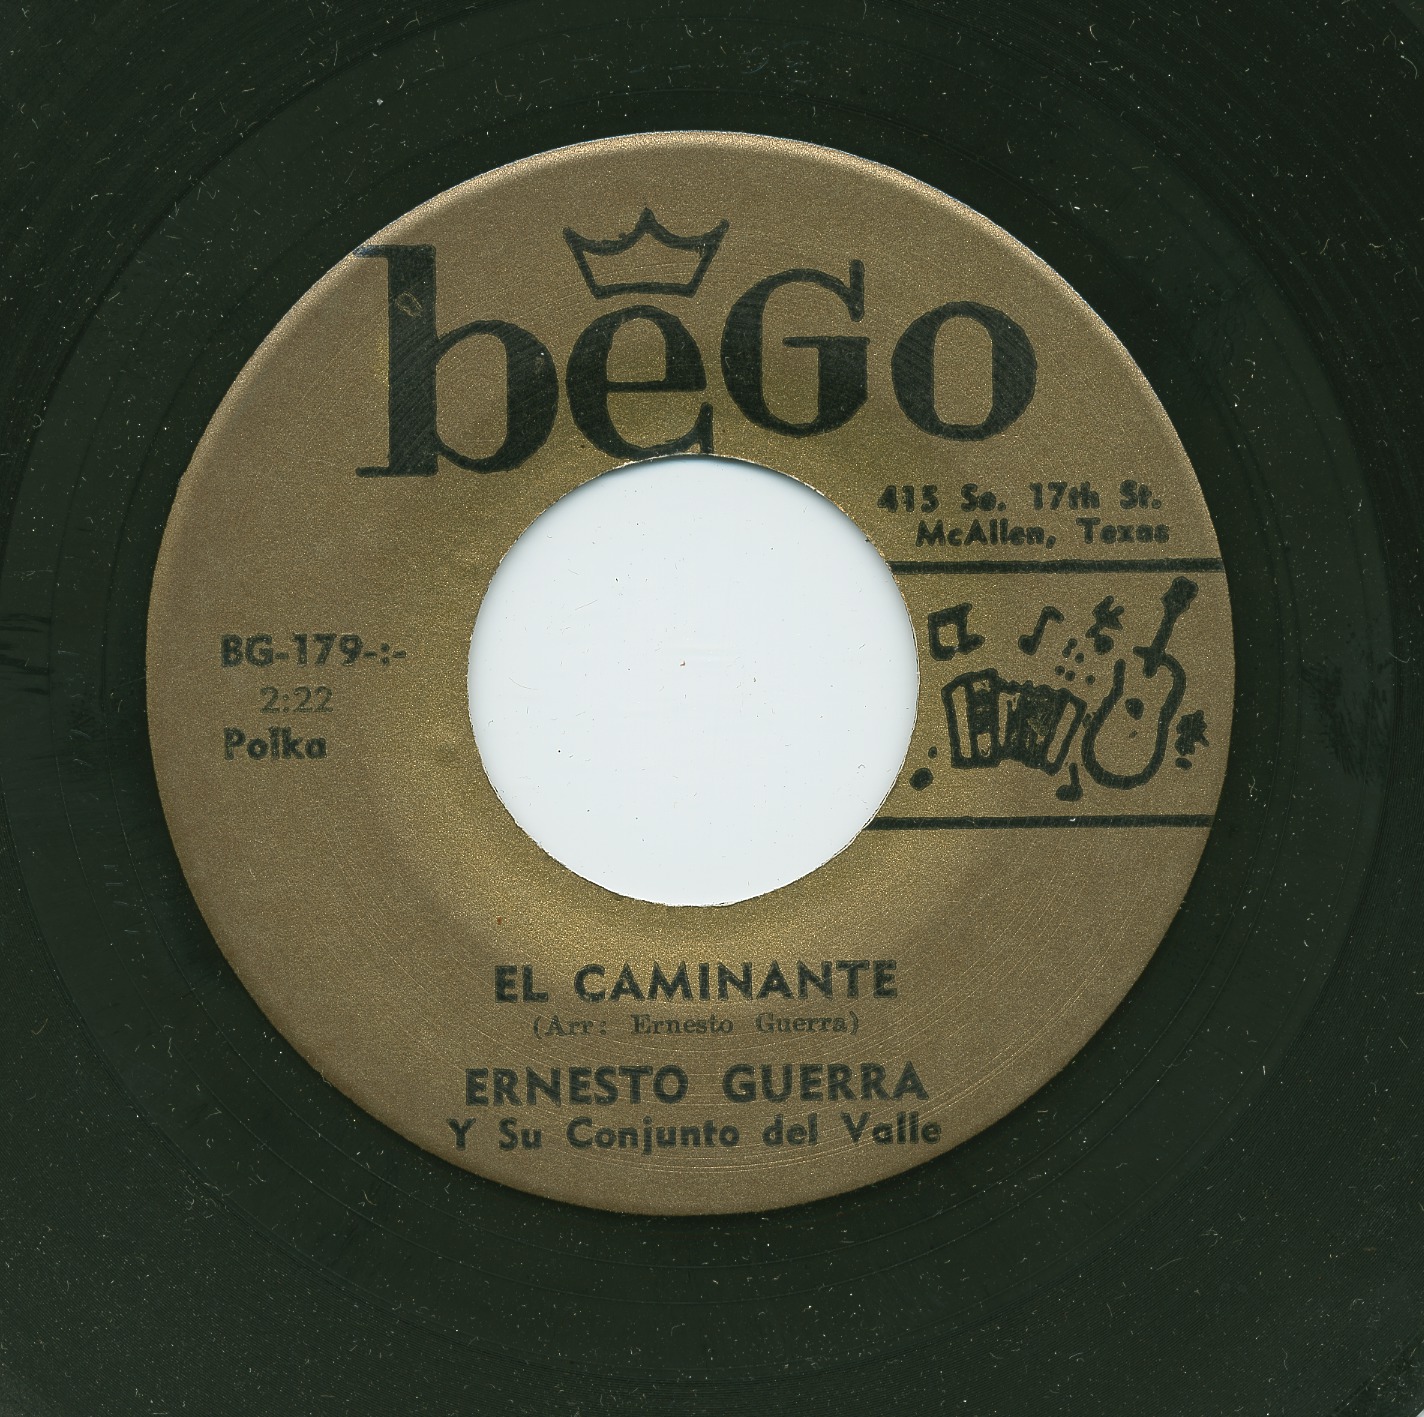 beGo
415 So. 17th St.
McAllen, Texas
BG-179-:-
2:22
Polka
EL CAMINANTE
(Arr: Ernesto Guerra)
ERNESTO GUERRA
Y Su Conjunto del Valle